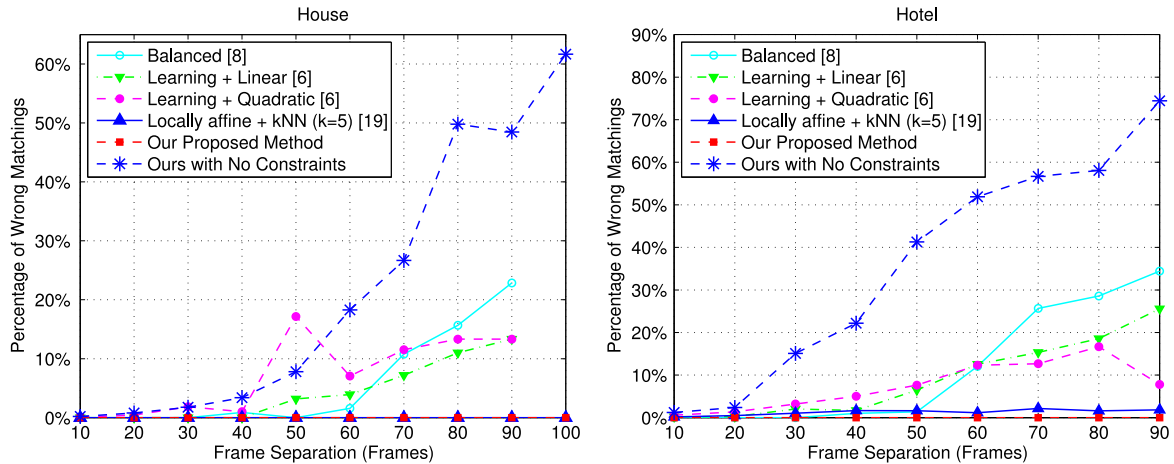 House
Percentage of Wrong Matchings
60%
50%
40%
30%
20%
10%
0%
Balanced [8]
Learning + Linear [6]
Learning + Quadratic [6]
Locally affine + kNN (k=5) [19]
Our Proposed Method
Ours with No Constraints
10 20 30 40 50 60 70 80 90 100
Frame Separation (Frames)
Hotel
Percentage of Wrong Matchings
90%
80%
70%
60%
50%
40%
30%
20%
10%
0%
Balanced [8]
Learning + Linear [6]
Learning + Quadratic [6]
Locally affine + kNN (k=5) [19]
Our Proposed Method
Ours with No Constraints
10 20 30 40 50 60 70 80 90
Frame Separation (Frames)